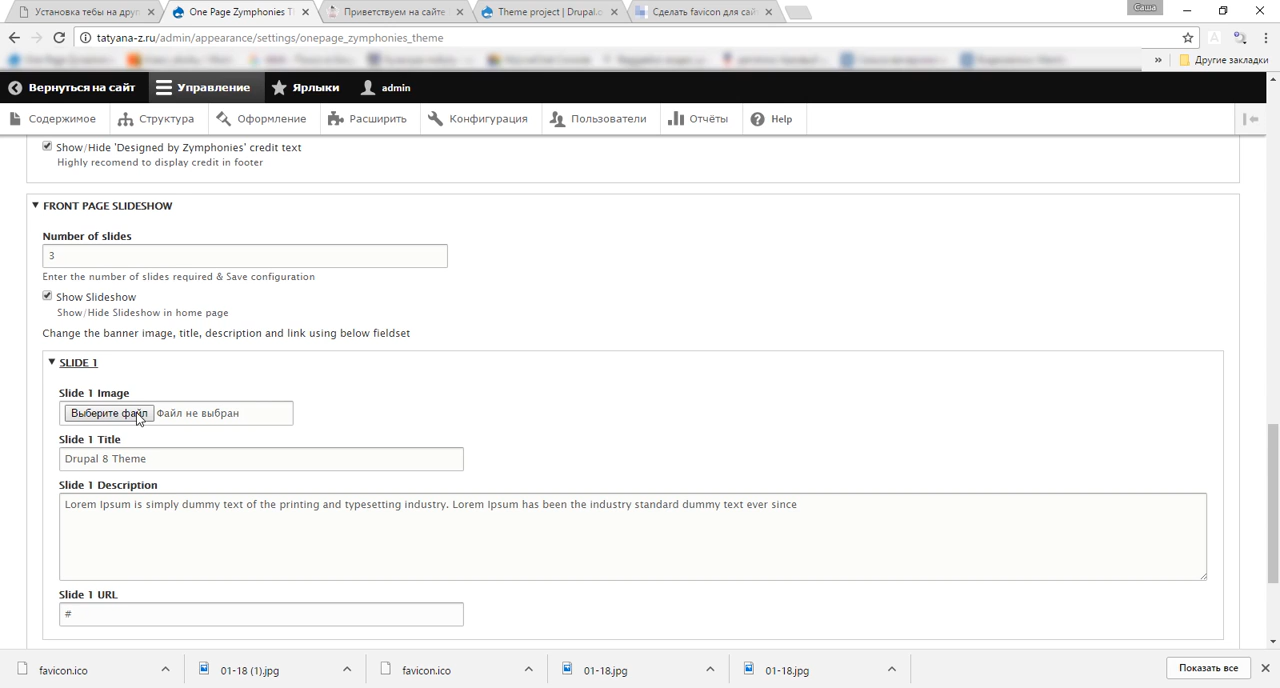 Установка тебы на друг
One Page Zymphonies T
Приветствуем на сайте
Theme project | Drupal.o
Сделать favicon для сай
Саша
tatyana-z.ru/admin/appearance/settings/onepage_zymphonies_theme
» Другие закладки
Вернуться на сайт Управление Ярлыки admin
Содержимое Структура Оформление Расширить Конфигурация Пользователи Отчёты Help
Show/Hide 'Designed by Zymphonies' credit text
Highly recomend to display credit in footer
FRONT PAGE SLIDESHOW
Number of slides
3
Enter the number of slides required & Save configuration
Show Slideshow
Show/Hide Slideshow in home page
Change the banner image, title, description and link using below fieldset
SLIDE 1
Slide 1 Image
Выберите файл Файл не выбран
Slide 1 Title
Drupal 8 Theme
Slide 1 Description
Lorem Ipsum is simply dummy text of the printing and typesetting industry. Lorem Ipsum has been the industry standard dummy text ever since
Slide 1 URL
#
favicon.ico 01-18 (1).jpg favicon.ico 01-18.jpg 01-18.jpg Показать все